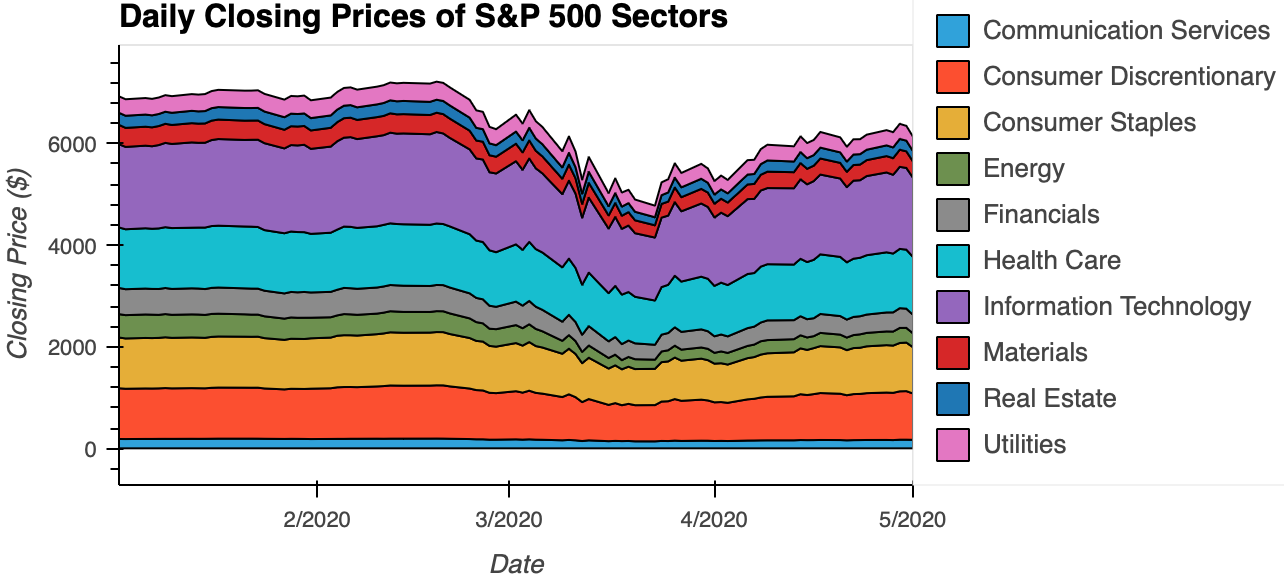 Daily Closing Prices of S&P 500 Sectors
Closing Price ($)
6000
4000
2000
0
2/2020
3/2020
4/2020
5/2020
Date
Communication Services
Consumer Discrentionary
Consumer Staples
Energy
Financials
Health Care
Information Technology
Materials
Real Estate
Utilities